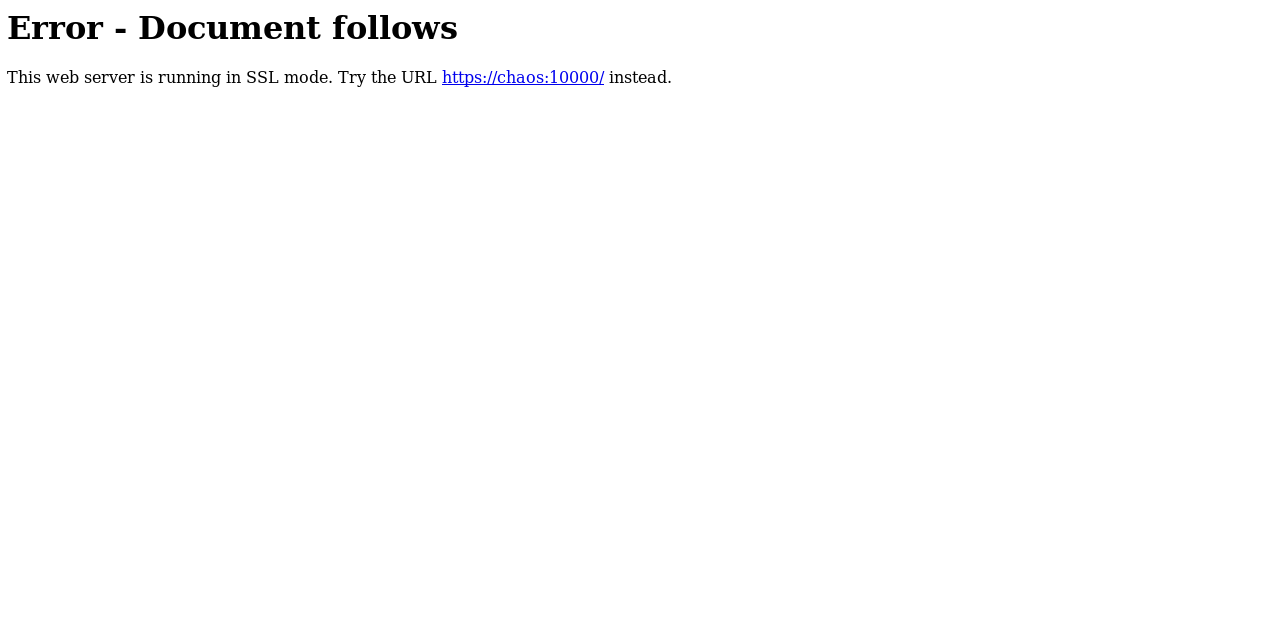 Error - Document follows
This web server is running in SSL mode. Try the URL https://chaos:10000/ instead.